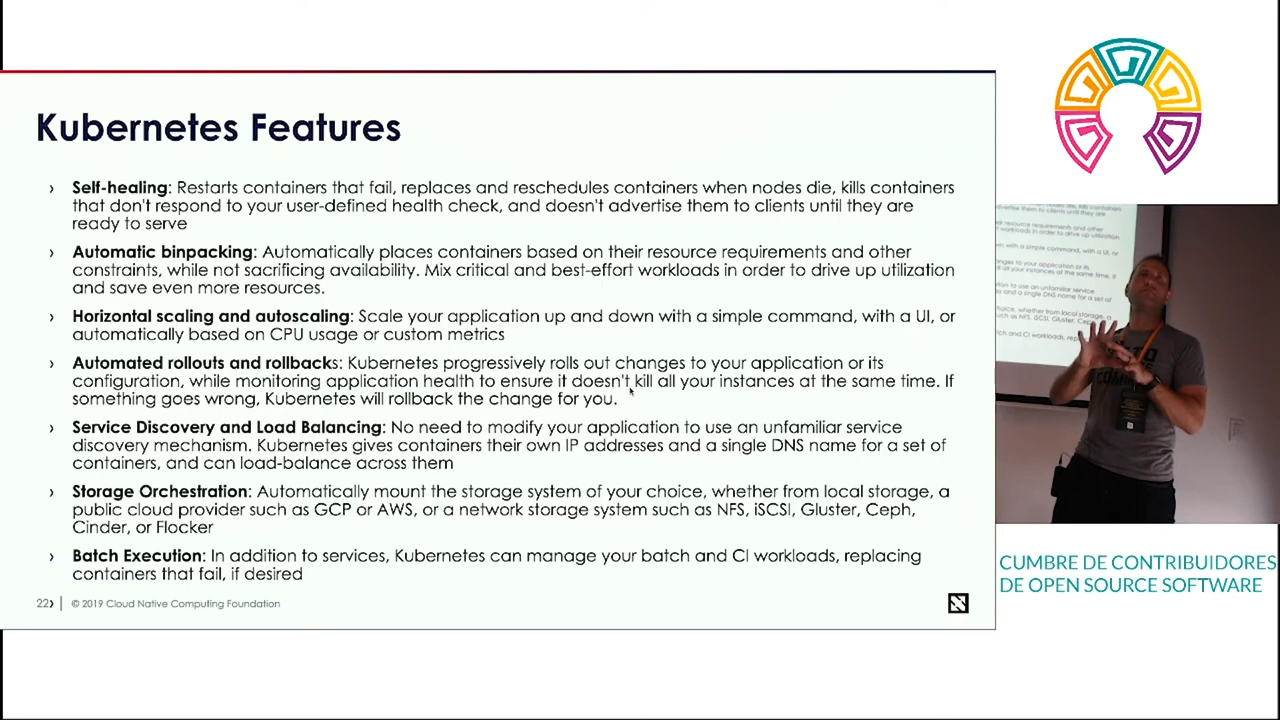 Kubernetes Features
› Self-healing: Restarts containers that fail, replaces and reschedules containers when nodes die, kills containers
that don't respond to your user-defined health check, and doesn't advertise them to clients until they are
ready to serve
› Automatic binpacking: Automatically places containers based on their resource requirements and other
constraints, while not sacrificing availability. Mix critical and best-effort workloads in order to drive up utilization
and save even more resources.
› Horizontal scaling and autoscaling: Scale your application up and down with a simple command, with a UI, or
automatically based on CPU usage or custom metrics
› Automated rollouts and rollbacks: Kubernetes progressively rolls out changes to your application or its
configuration, while monitoring application health to ensure it doesn't kill all your instances at the same time. If
something goes wrong, Kubernetes will rollback the change for you.
› Service Discovery and Load Balancing: No need to modify your application to use an unfamiliar service
discovery mechanism. Kubernetes gives containers their own IP addresses and a single DNS name for a set of
containers, and can load-balance across them
› Storage Orchestration: Automatically mount the storage system of your choice, whether from local storage, a
public cloud provider such as GCP or AWS, or a network storage system such as NFS, iSCSI, Gluster, Ceph,
Cinder, or Flocker
› Batch Execution: In addition to services, Kubernetes can manage your batch and CI workloads, replacing
containers that fail, if desired
22› | © 2019 Cloud Native Computing Foundation
CUMBRE DE CONTRIBUIDORES
DE OPEN SOURCE SOFTWARE